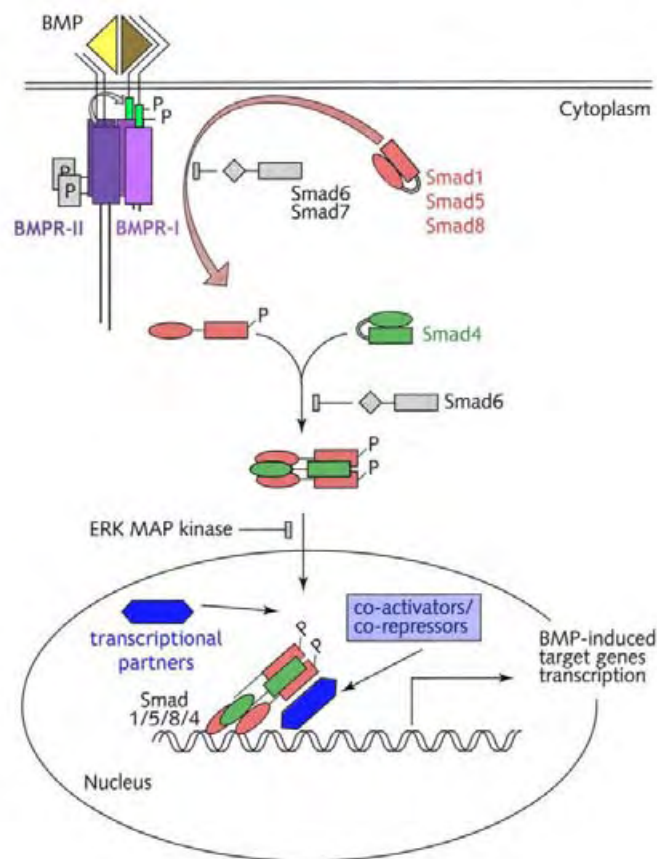 BMP
P
P
Cytoplasm
P
P
BMPR-II
BMPR-I
Smad6
Smad7
Smad1
Smad5
Smad8
P
Smad4
Smad6
P
P
ERK MAP kinase
transcriptional
partners
P
P
co-activators/
co-repressors
BMP-induced
target genes
transcription
Smad
1/5/8/4
Nucleus